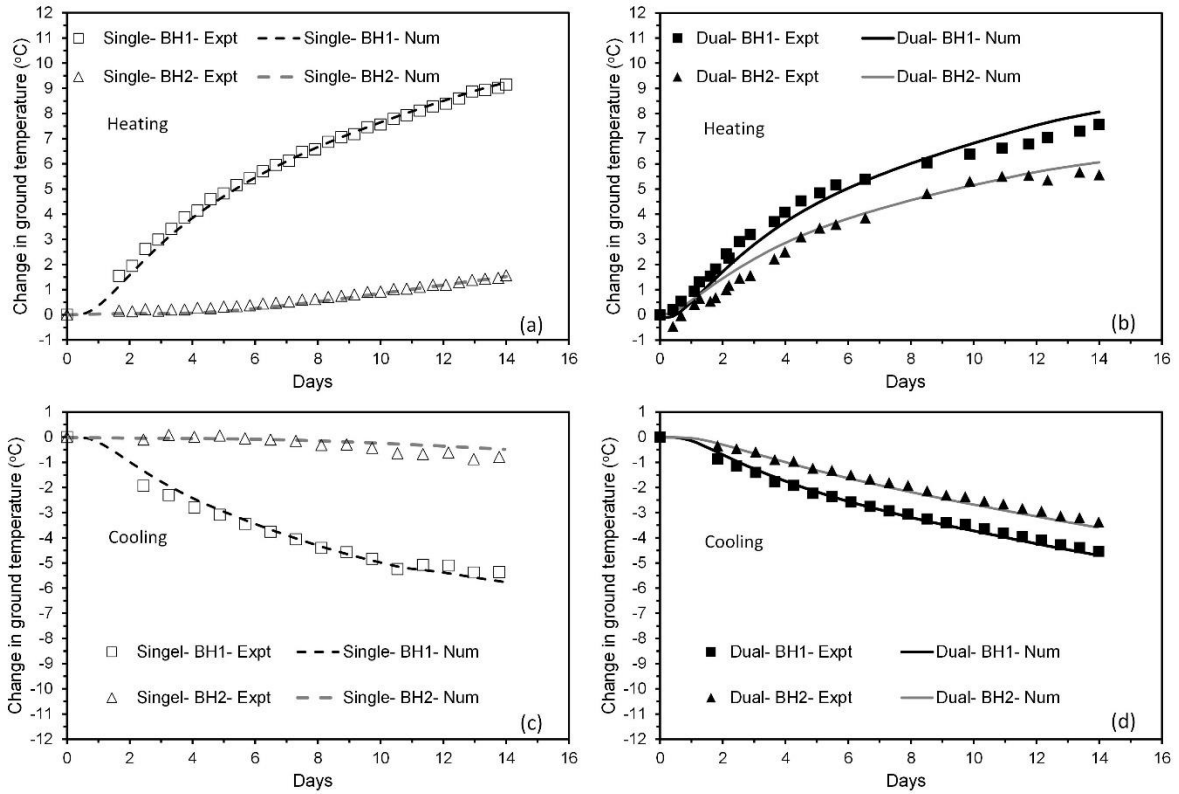 12
11
10
9
8
7
6
5
4
3
2
1
0
-1
Change in ground temperature (°C)
Single- BH1- Expt Single- BH1- Num
Single- BH2- Expt Single- BH2- Num
Heating
(a)
0 2 4 6 8 10 12 14 16
Days
12
11
10
9
8
7
6
5
4
3
2
1
0
-1
Change in ground temperature (°C)
Dual- BH1- Expt Dual- BH1- Num
Dual- BH2- Expt Dual- BH2- Num
Heating
(b)
0 2 4 6 8 10 12 14 16
Days
1
0
-1
-2
-3
-4
-5
-6
-7
-8
-9
-10
-11
-12
Change in ground temperature (°C)
Cooling
Singel- BH1- Expt Single- BH1- Num
Singel- BH2- Expt Single- BH2- Num
(c)
0 2 4 6 8 10 12 14 16
Days
1
0
-1
-2
-3
-4
-5
-6
-7
-8
-9
-10
-11
-12
Change in ground temperature (°C)
Cooling
Dual- BH1- Expt Dual- BH1- Num
Dual- BH2- Expt Dual- BH2- Num
(d)
0 2 4 6 8 10 12 14 16
Days